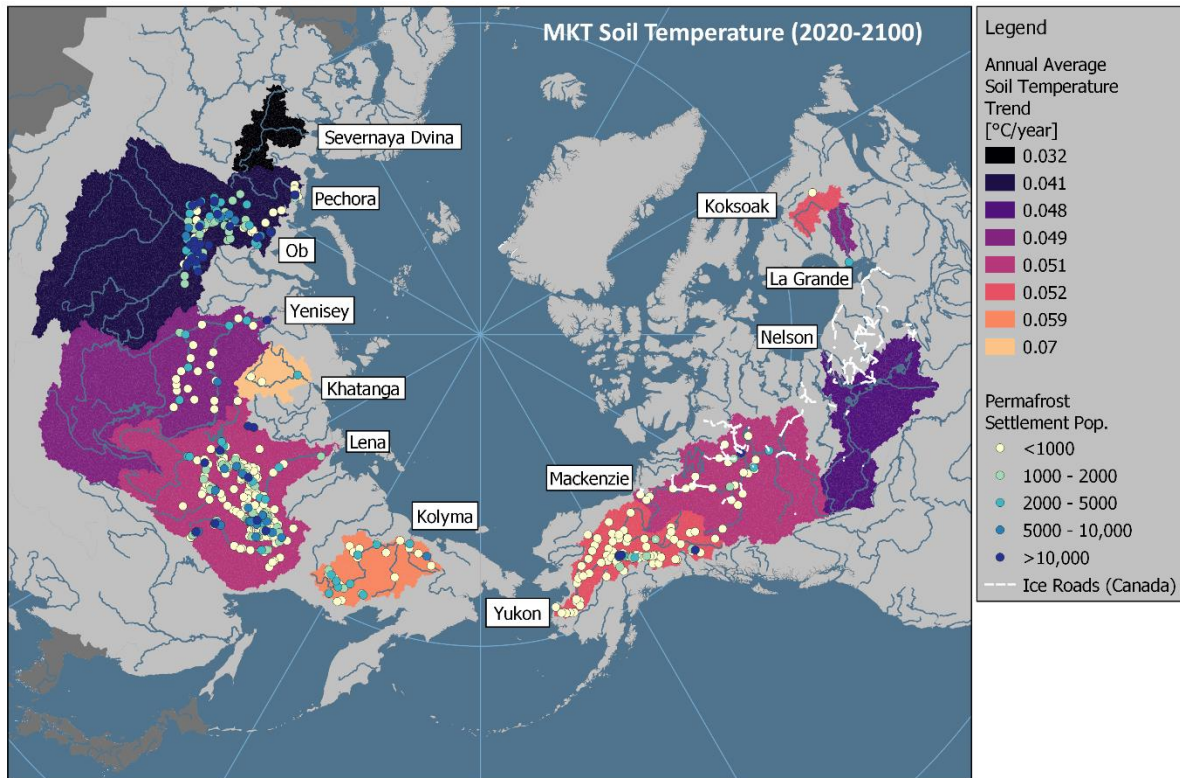 MKT Soil Temperature (2020-2100)
Severnaya Dvina
Pechora
Ob
Yenisey
Khatanga
Lena
Kolyma
Yukon
Mackenzie
Nelson
La Grande
Koksoak
Legend
Annual Average
Soil Temperature
Trend
[°C/year]
0.032
0.041
0.048
0.049
0.051
0.052
0.059
0.07
Permafrost
Settlement Pop.
<1000
1000 - 2000
2000 - 5000
5000 - 10,000
>10,000
Ice Roads (Canada)